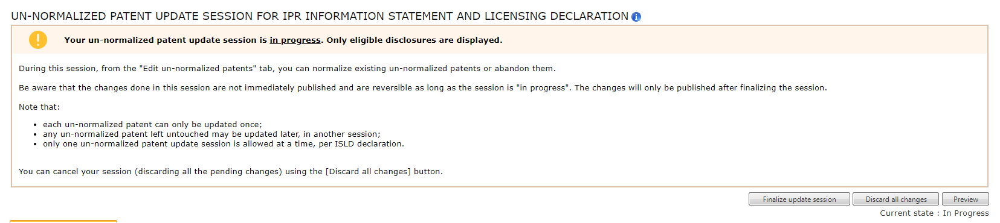 UN-NORMALIZED PATENT UPDATE SESSION FOR IPR INFORMATION STATEMENT AND LICENSING DECLARATION
Your un-normalized patent update session is in progress. Only eligible disclosures are displayed.
During this session, from the "Edit un-normalized patents" tab, you can normalize existing un-normalized patents or abandon them.
Be aware that the changes done in this session are not immediately published and are reversible as long as the session is "in progress". The changes will only be published after finalizing the session.
Note that:
• each un-normalized patent can only be updated once;
• any un-normalized patent left untouched may be updated later, in another session;
• only one un-normalized patent update session is allowed at a time, per ISLD declaration.
You can cancel your session (discarding all the pending changes) using the [Discard all changes] button.
Finalize update session Discard all changes Preview
Current state : In Progress